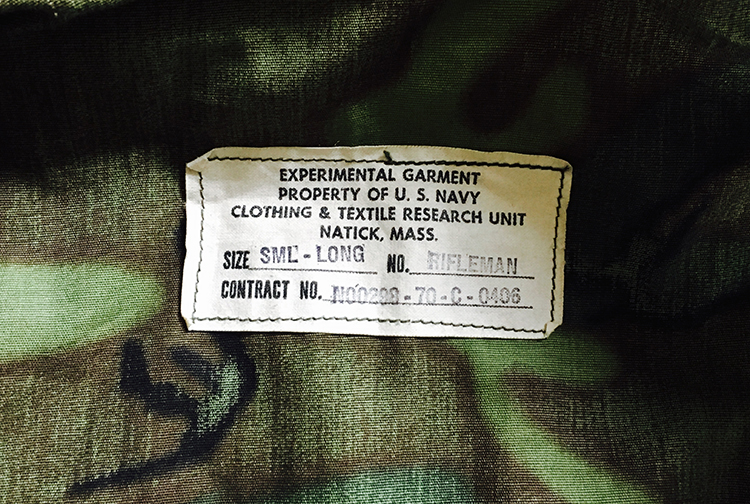 EXPERIMENTAL GARMENT
PROPERTY OF U. S. NAVY
CLOTHING & TEXTILE RESEARCH UNIT
NATICK, MASS.
SIZE SML - LONG NO. RIFLEMAN
CONTRACT NO. N00298 - 70 - C - 0406